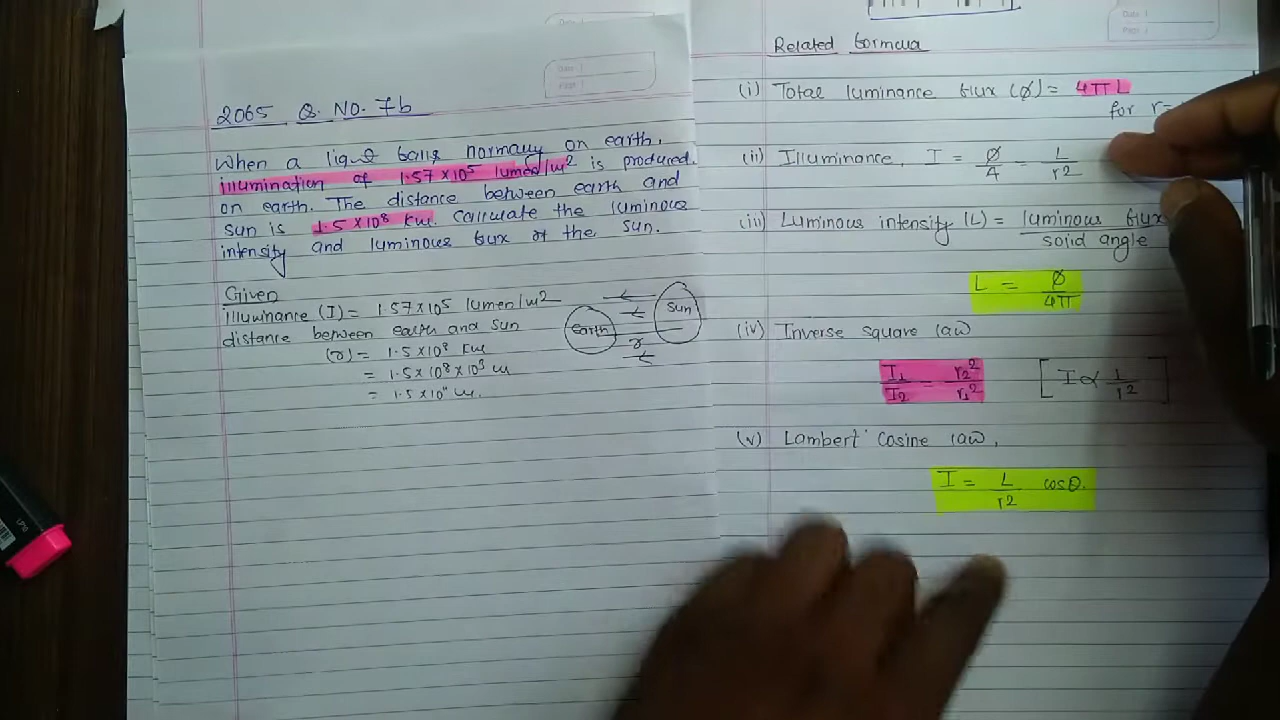 2065 Q. NO. 7b
When a light falls normally on earth,
illumination of 1.57×10⁵ lumen/m² is produced.
on earth. The distance between earth and
sun is 1.5×10⁸ km. Calculate the luminous
intensity and luminous flux of the sun.
Given
illuminance (I) = 1.57×10⁵ lumen/m²
distance between earth and sun
(r) = 1.5×10⁸ km
= 1.5×10⁸×10³ m
= 1.5×10¹¹ m.
Earth
Sun
r
Related formula
(i) Total luminance flux (ϕ) = 4πL
for r=
(ii) Illuminance, I = ϕ/A = L/r²
(iii) Luminous intensity (L) = luminous flux / solid angle
L = ϕ/4π
(iv) Inverse square law
I₁/I₂ = r₂²/r₁² [I ∝ 1/r²]
(v) Lambert Cosine law,
I = L/r² cosθ.
Date
Page
Date
Page